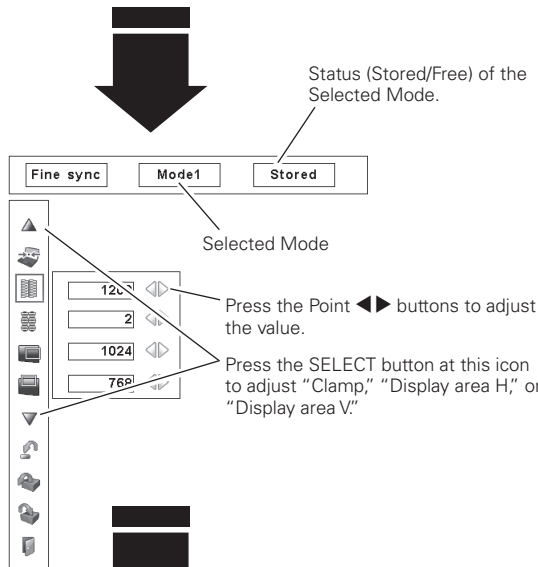 Status (Stored/Free) of the
Selected Mode.
Fine sync Mode1 Stored
Selected Mode
2
1024
768
Press the Point ◀▶ buttons to adjust
the value.
Press the SELECT button at this icon
to adjust “Clamp,” “Display area H,” or
“Display area V.”